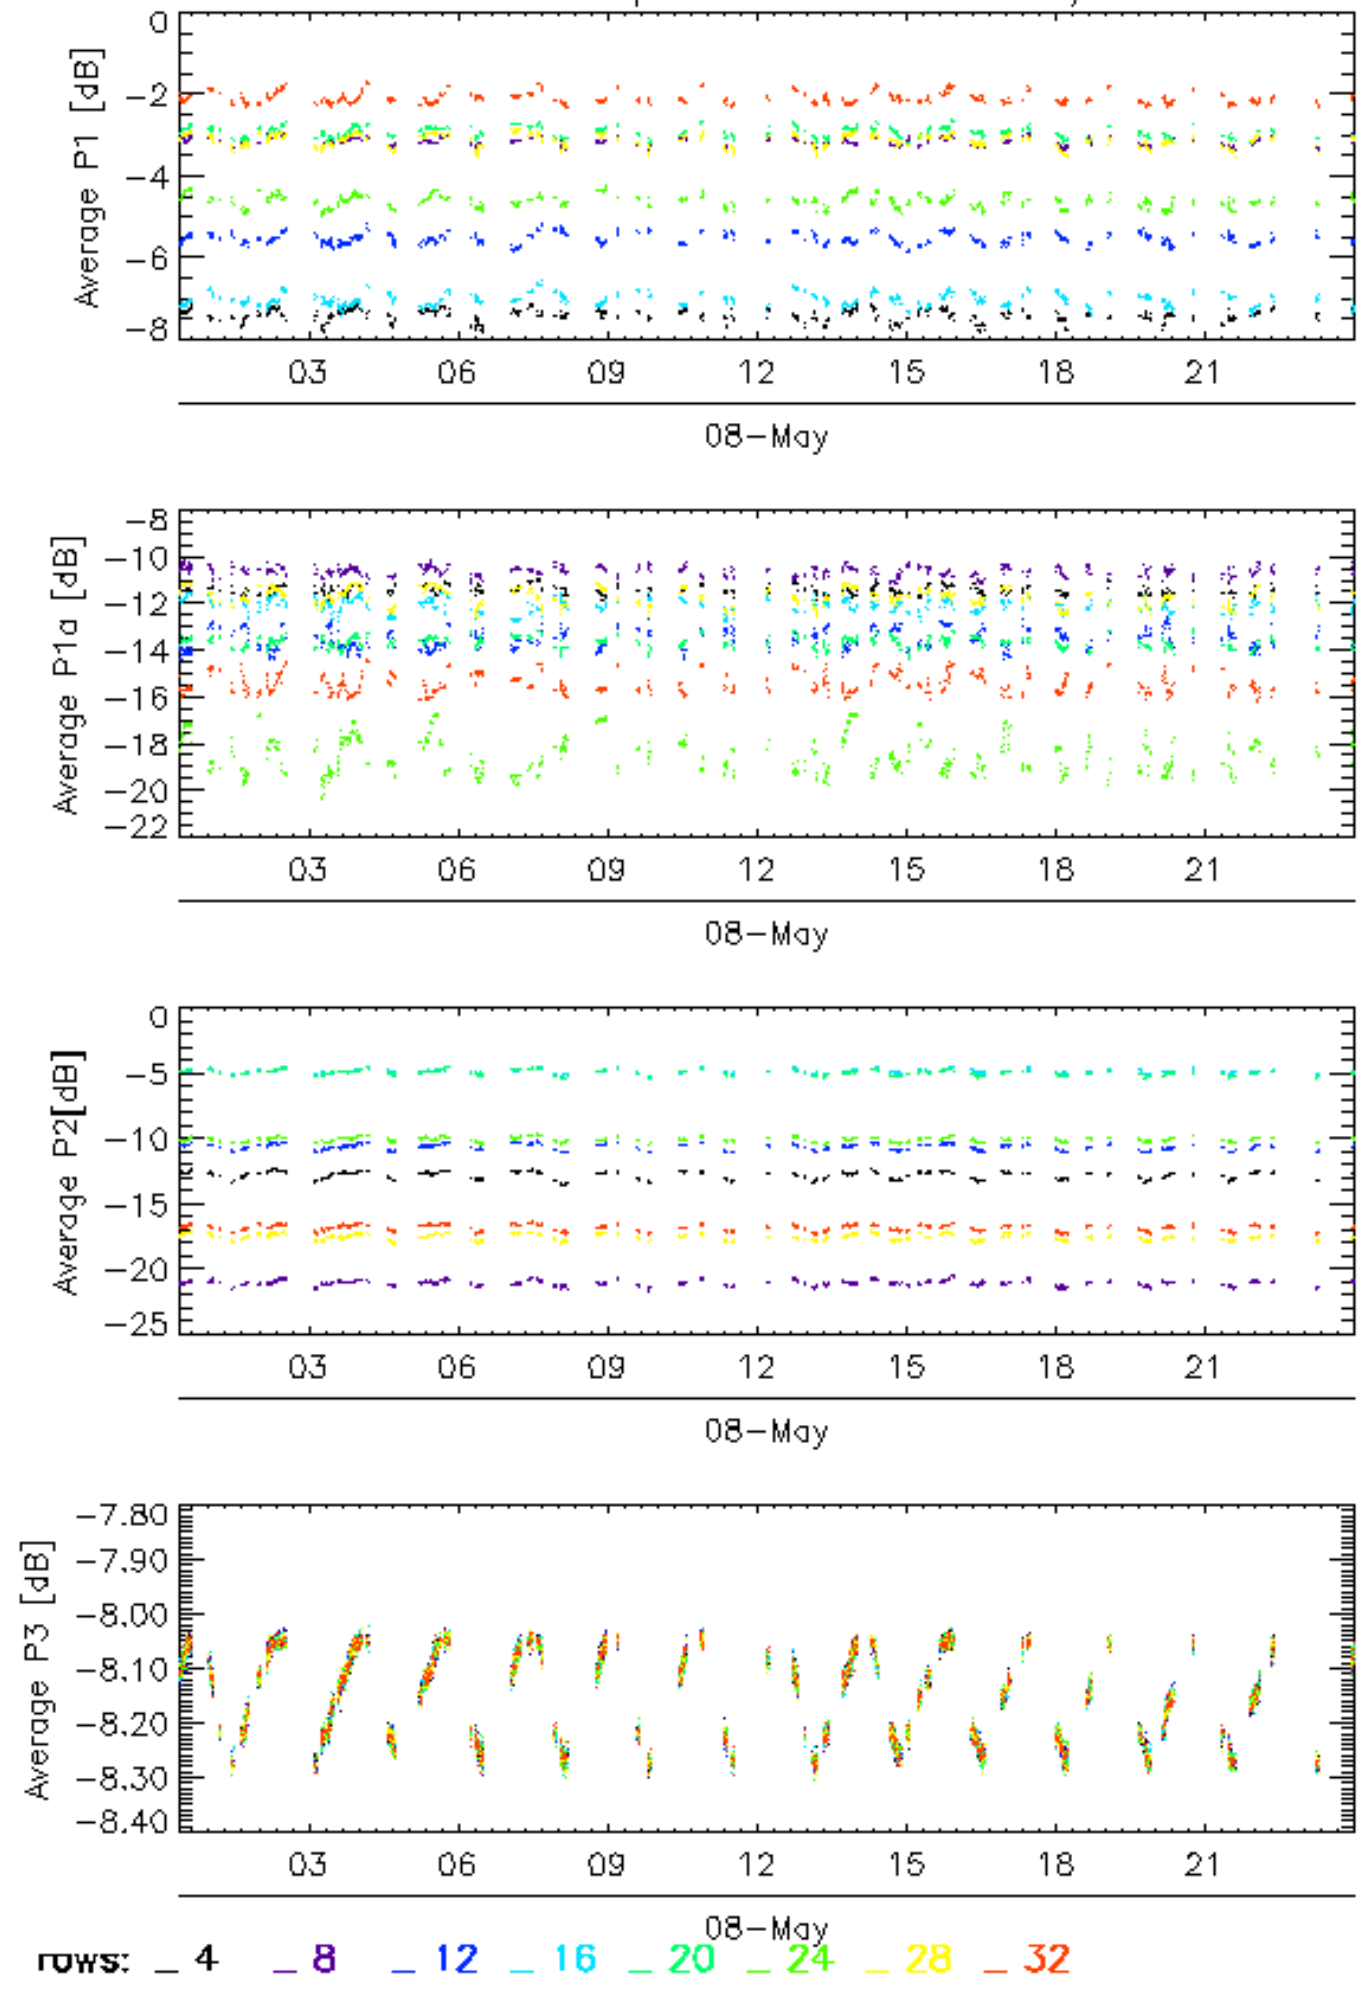 Average P1 [dB]
0
-2
-4
-6
-8
03 06 09 12 15 18 21
08-May
Average P1a [dB]
-8
-10
-12
-14
-16
-18
-20
-22
03 06 09 12 15 18 21
08-May
Average P2[dB]
0
-5
-10
-15
-20
-25
03 06 09 12 15 18 21
08-May
Average P3 [dB]
-7.80
-7.90
-8.00
-8.10
-8.20
-8.30
-8.40
03 06 09 12 15 18 21
08-May
rows: _ 4 _ 8 _ 12 _ 16 _ 20 _ 24 _ 28 _ 32